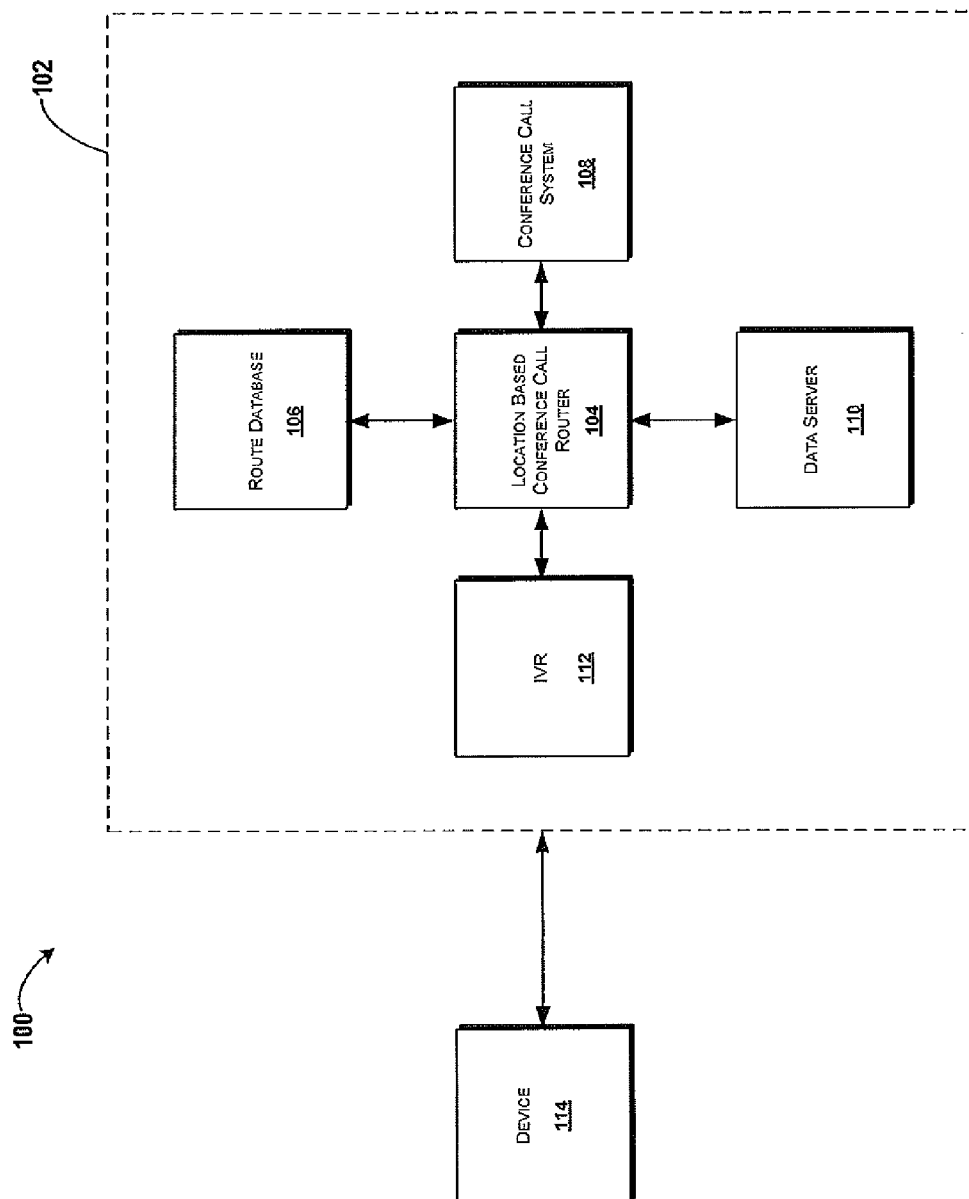 100
102
ROUTE DATABASE
106
DEVICE
114
IVR
112
LOCATION BASED
CONFERENCE CALL
ROUTER
104
CONFERENCE CALL
SYSTEM
108
DATA SERVER
110